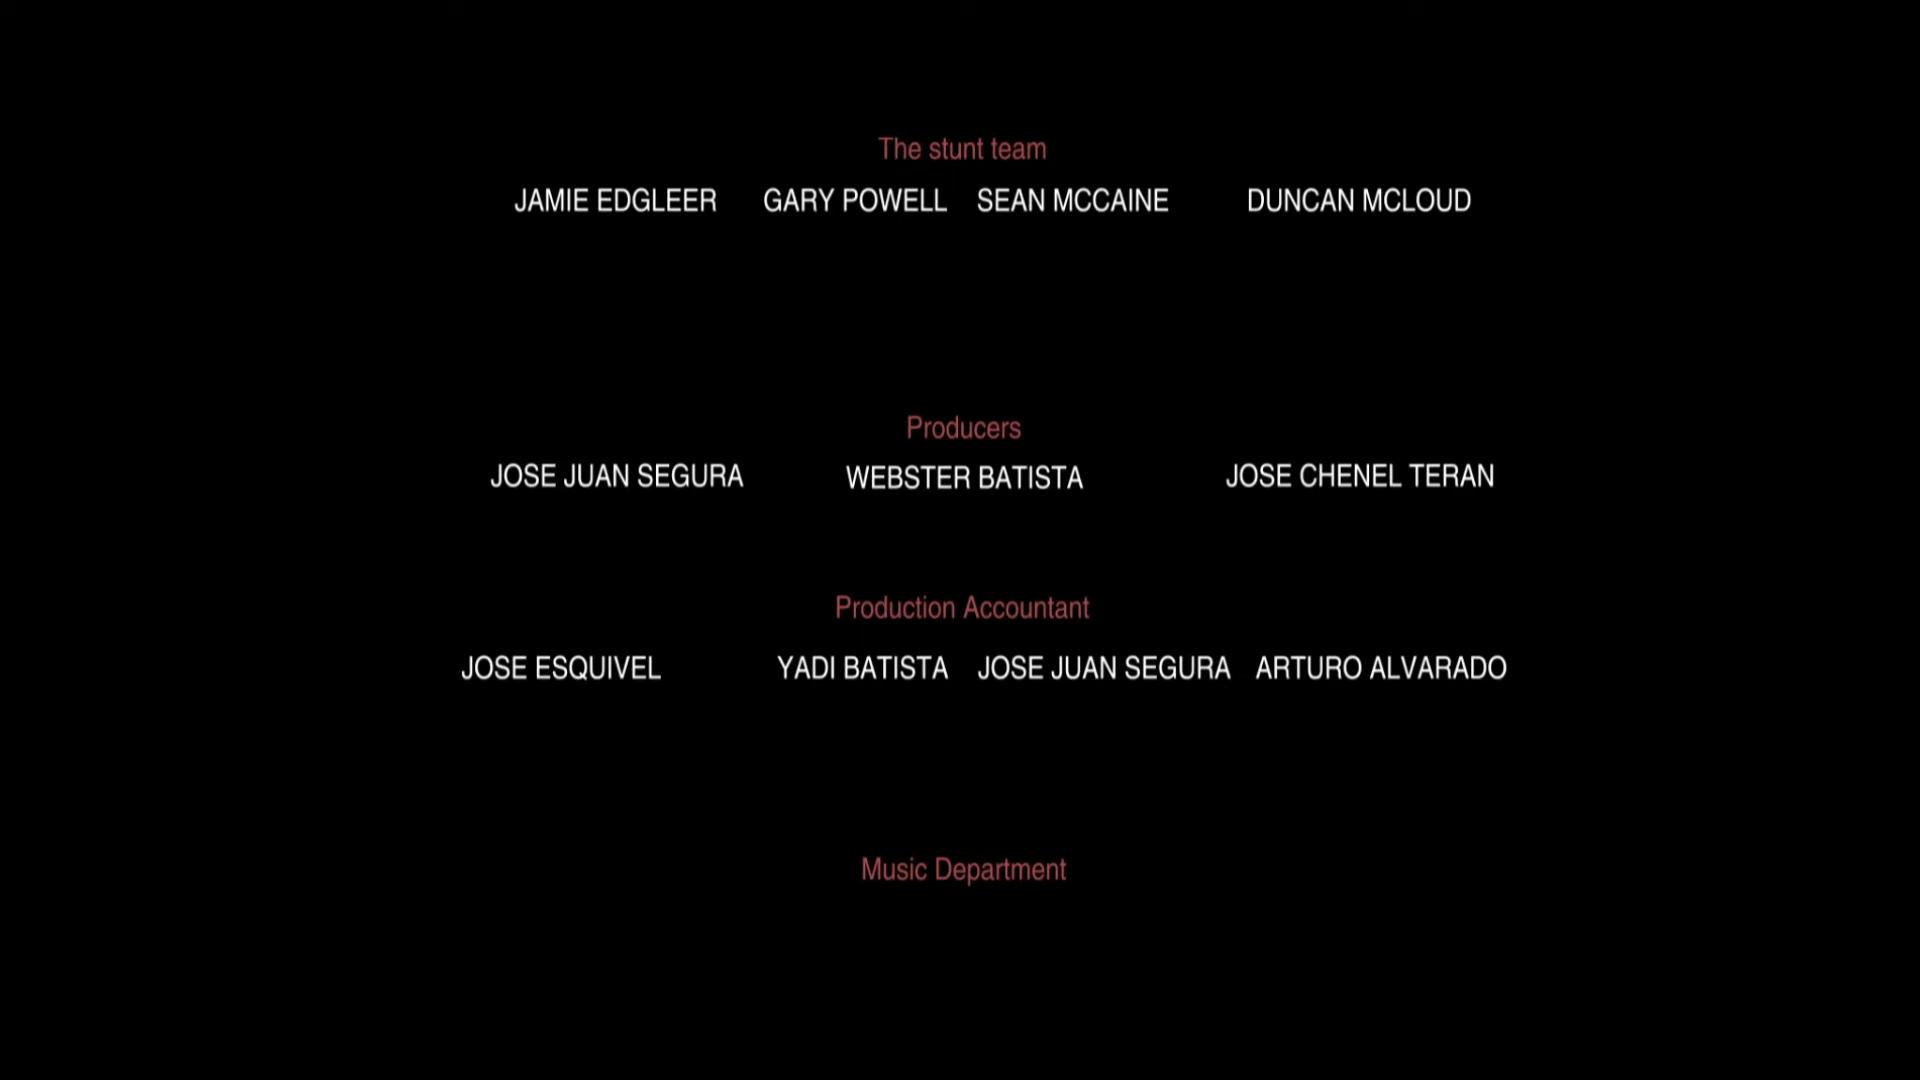 The stunt team
JAMIE EDGLEER GARY POWELL SEAN MCCAINE DUNCAN MCLOUD
Producers
JOSE JUAN SEGURA WEBSTER BATISTA JOSE CHENEL TERAN
Production Accountant
JOSE ESQUIVEL YADI BATISTA JOSE JUAN SEGURA ARTURO ALVARADO
Music Department